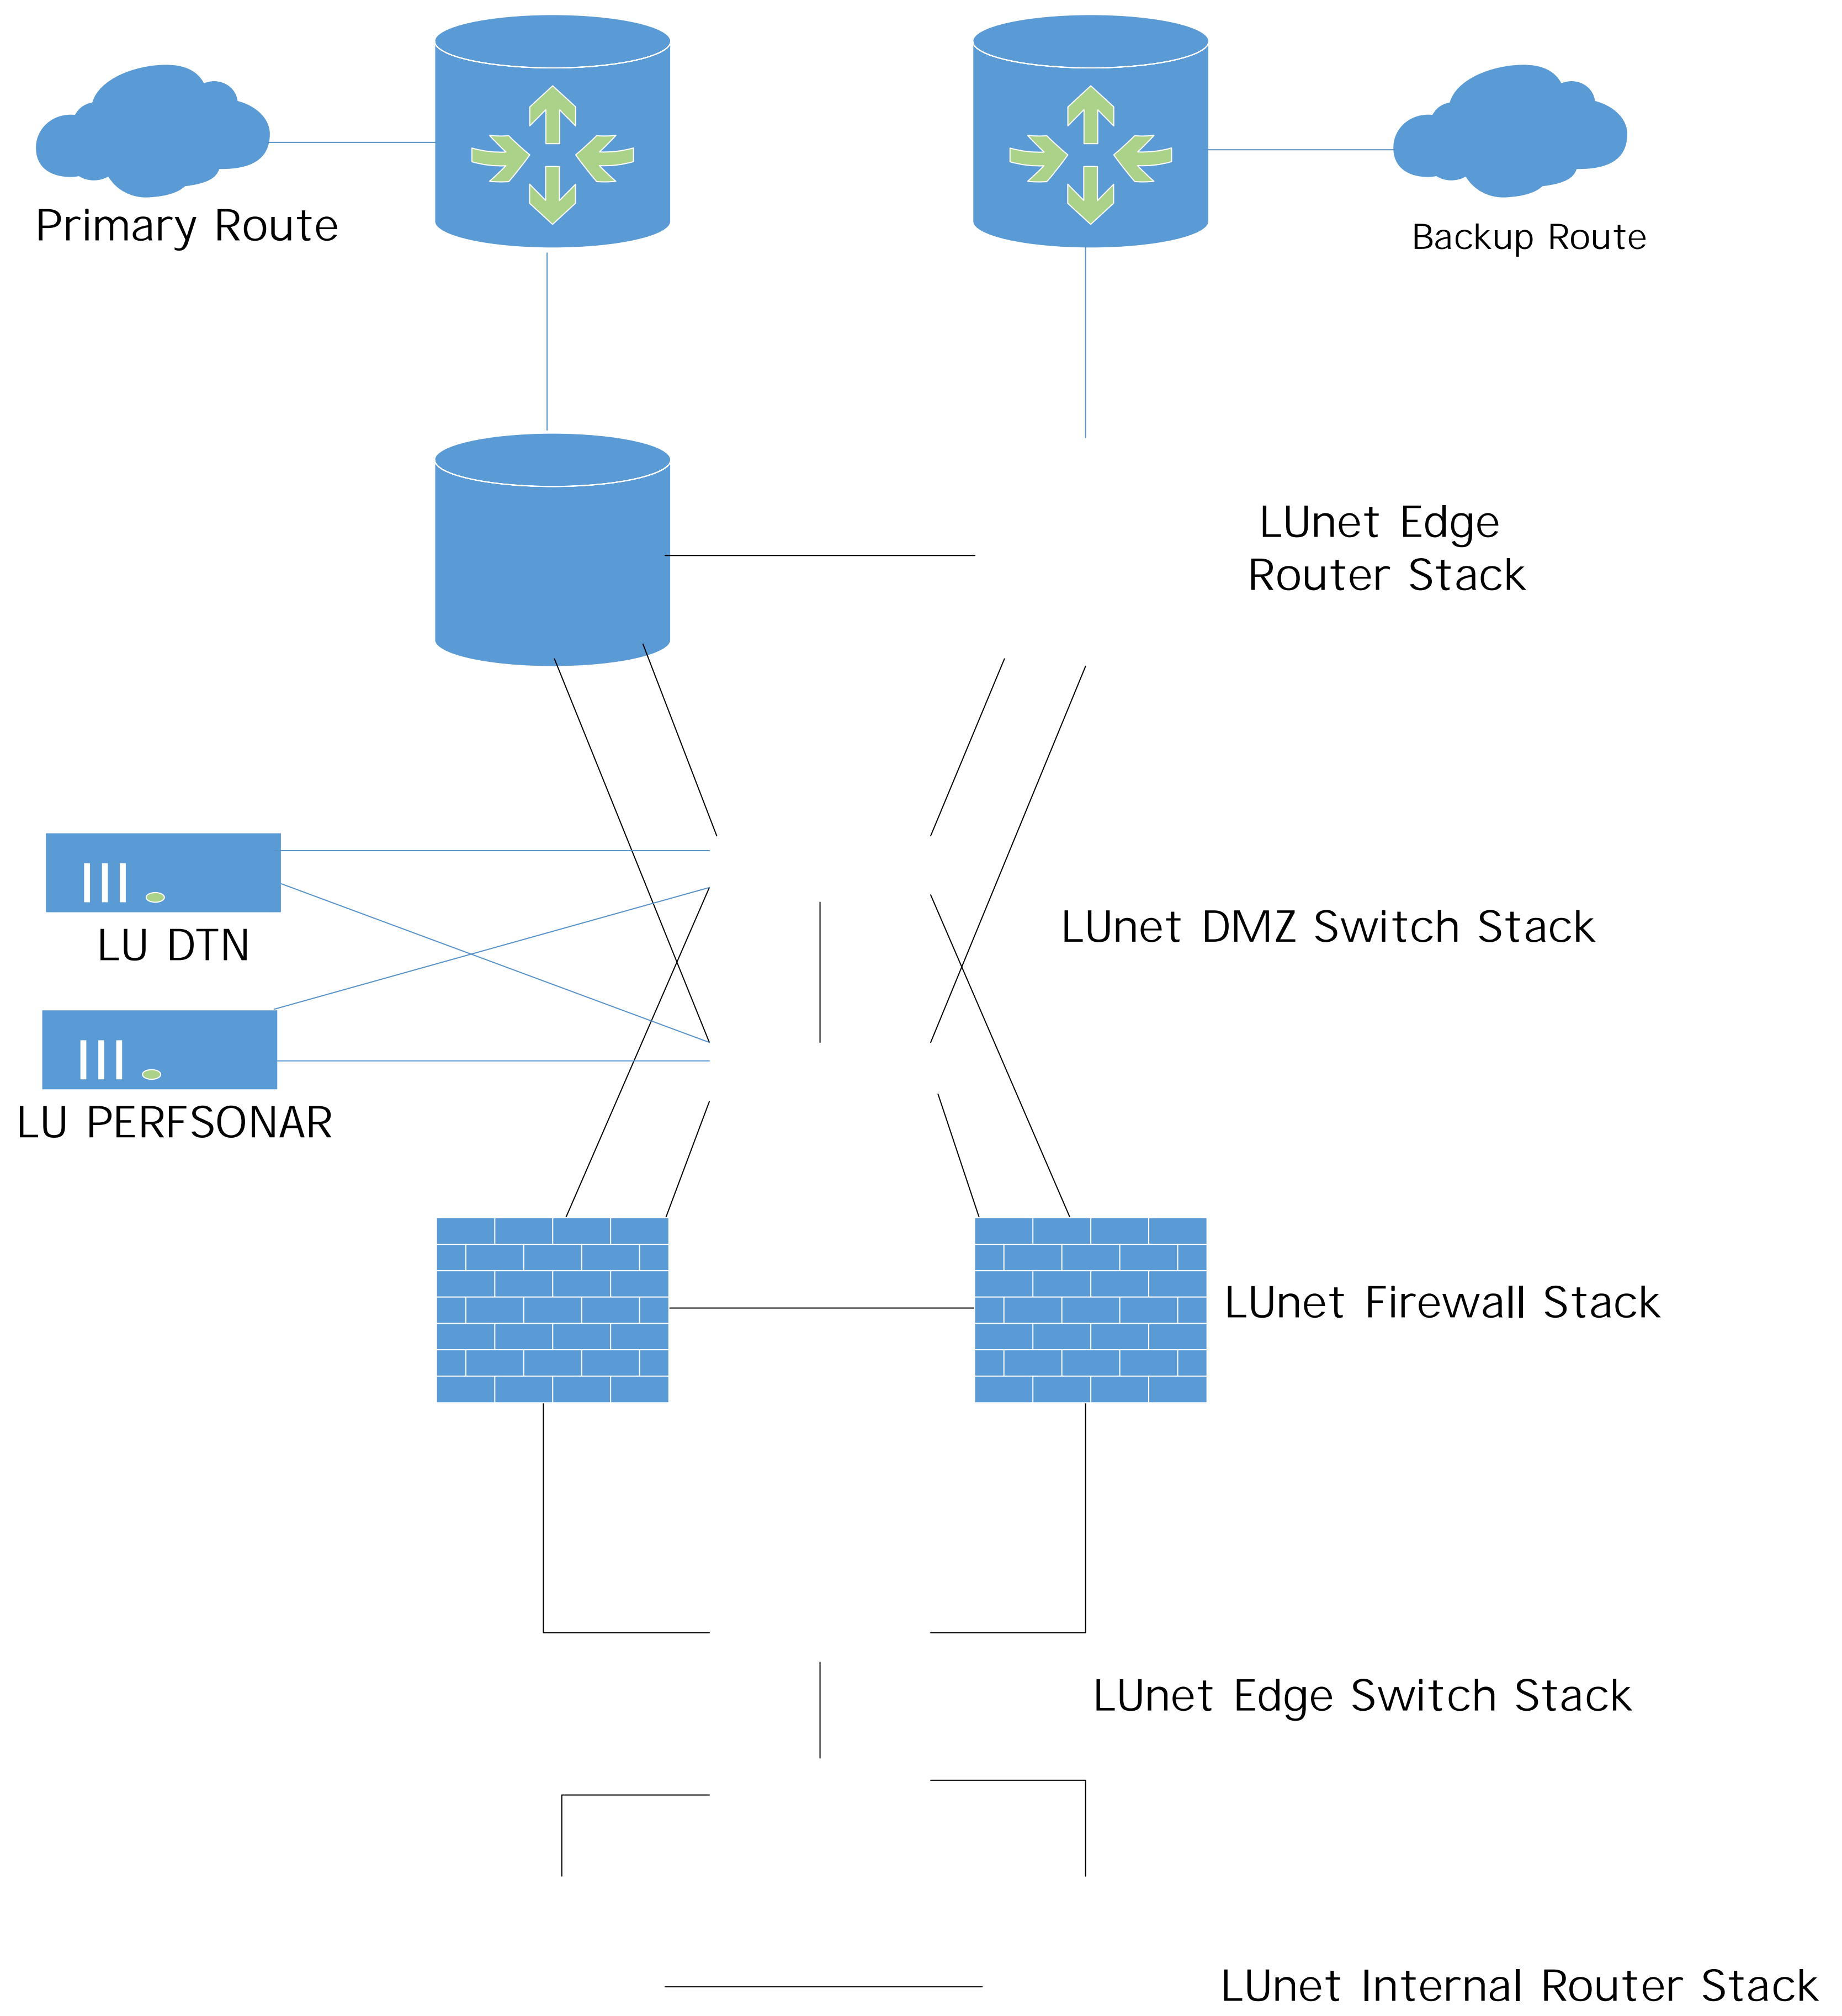 Primary Route
Backup Route
LUnet Edge
Router Stack
LUnet DMZ Switch Stack
LU DTN
LU PERFSONAR
LUnet Firewall Stack
LUnet Edge Switch Stack
LUnet Internal Router Stack